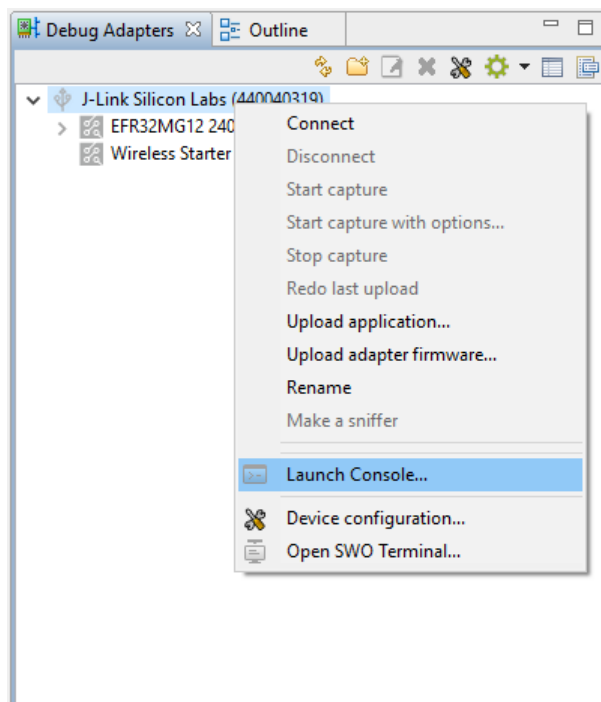 Debug Adapters Outline
J-Link Silicon Labs (440040319)
EFR32MG12 240
Wireless Starter
Connect
Disconnect
Start capture
Start capture with options...
Stop capture
Redo last upload
Upload application...
Upload adapter firmware...
Rename
Make a sniffer
Launch Console...
Device configuration...
Open SWO Terminal...